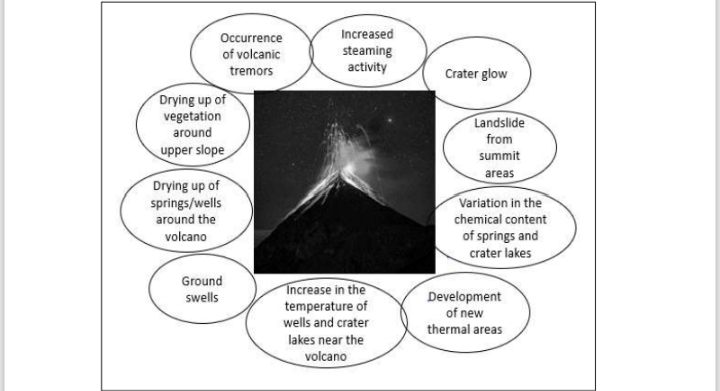 Occurrence
of volcanic
tremors
Increased
steaming
activity
Crater glow
Landslide
from
summit
areas
Variation in the
chemical content
of springs and
crater lakes
Development
of new
thermal areas
Increase in the
temperature of
wells and crater
lakes near the
volcano
Ground
swells
Drying up of
springs/wells
around the
volcano
Drying up of
vegetation
around
upper slope